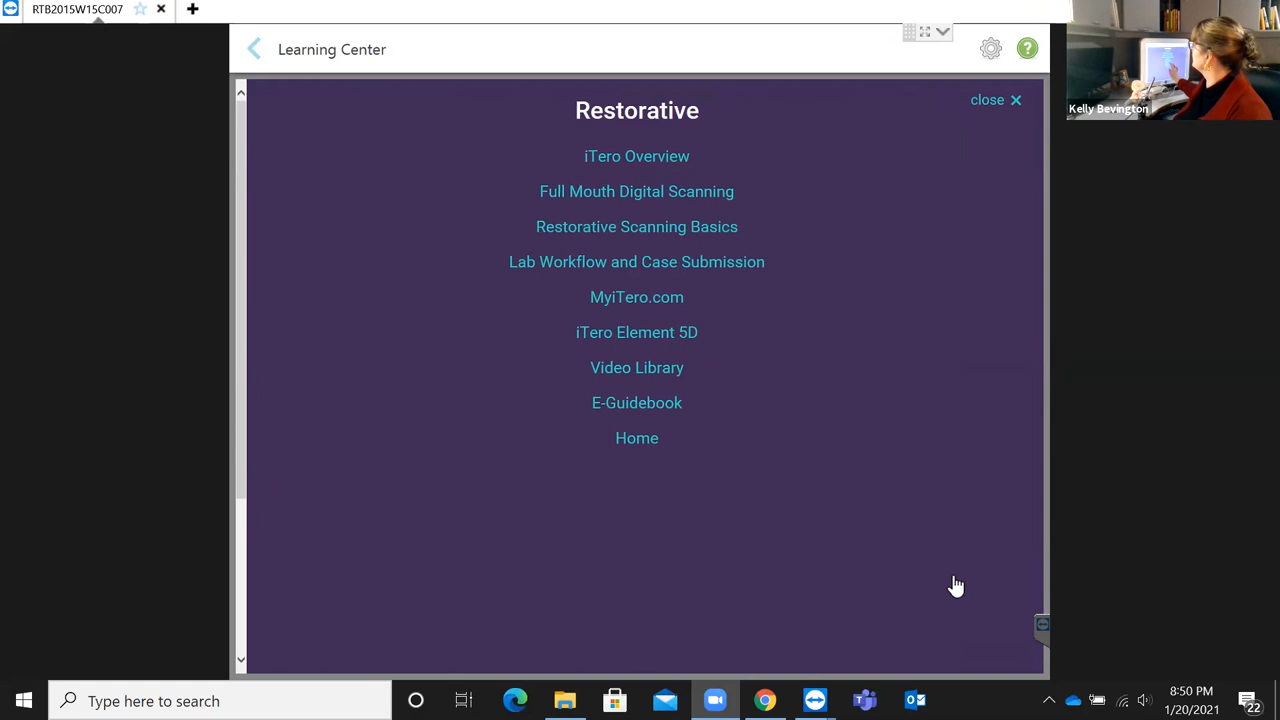 RTB2015W15C007
Learning Center
Kelly Bevington
Restorative
close
iTero Overview
Full Mouth Digital Scanning
Restorative Scanning Basics
Lab Workflow and Case Submission
MyiTero.com
iTero Element 5D
Video Library
E-Guidebook
Home
Type here to search
8:50 PM
1/20/2021
22